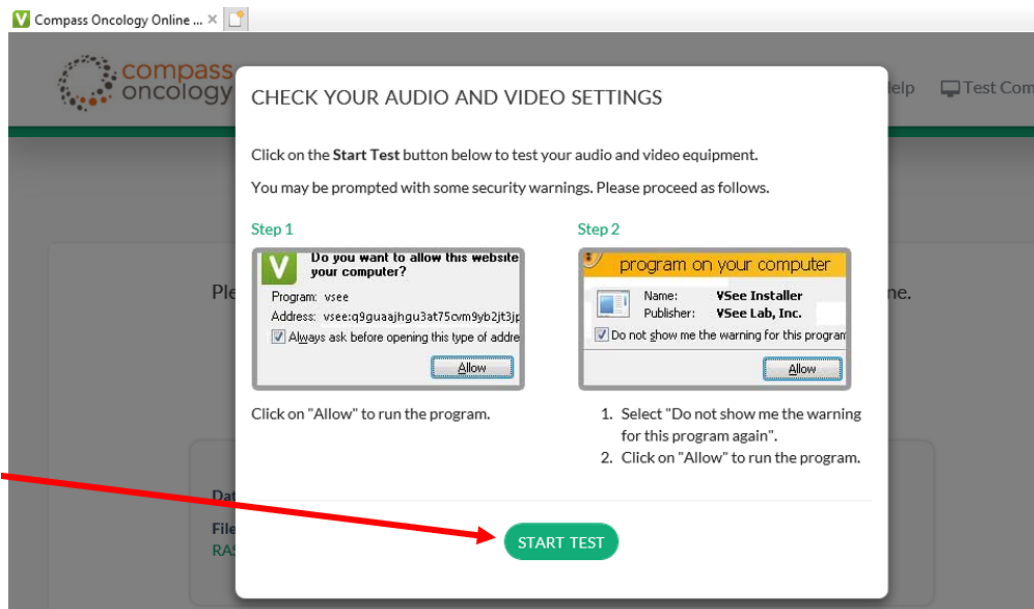 Compass Oncology Online ...
compass
oncology
Help
Test Com
CHECK YOUR AUDIO AND VIDEO SETTINGS
Click on the Start Test button below to test your audio and video equipment.
You may be prompted with some security warnings. Please proceed as follows.
Step 1
Do you want to allow this website
your computer?
Program: vsee
Address: vsee:q9guaajhgu3at75cvm9yb2jt3jp
Always ask before opening this type of addre
Allow
Click on "Allow" to run the program.
Step 2
program on your computer
Name: VSee Installer
Publisher: VSee Lab, Inc.
Do not show me the warning for this program
Allow
1. Select "Do not show me the warning
for this program again".
2. Click on "Allow" to run the program.
Ple
ne.
Dat
File
RAS
START TEST